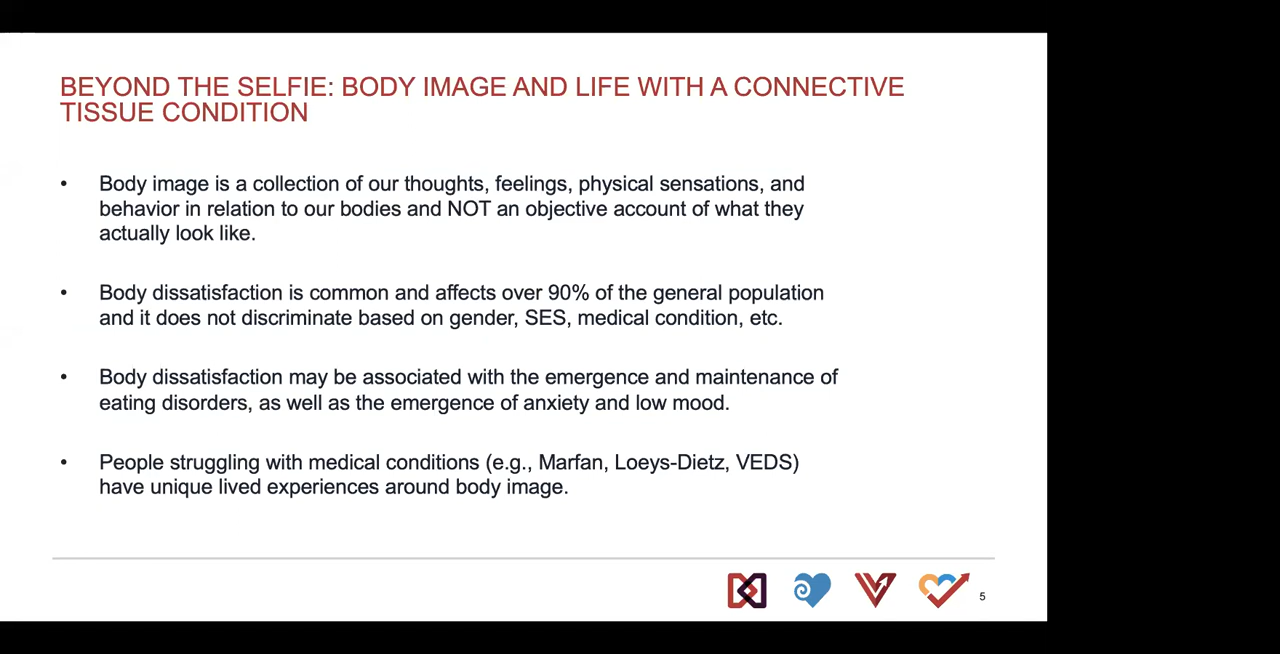 BEYOND THE SELFIE: BODY IMAGE AND LIFE WITH A CONNECTIVE
TISSUE CONDITION
• Body image is a collection of our thoughts, feelings, physical sensations, and
behavior in relation to our bodies and NOT an objective account of what they
actually look like.
• Body dissatisfaction is common and affects over 90% of the general population
and it does not discriminate based on gender, SES, medical condition, etc.
• Body dissatisfaction may be associated with the emergence and maintenance of
eating disorders, as well as the emergence of anxiety and low mood.
• People struggling with medical conditions (e.g., Marfan, Loeys-Dietz, VEDS)
have unique lived experiences around body image.
5